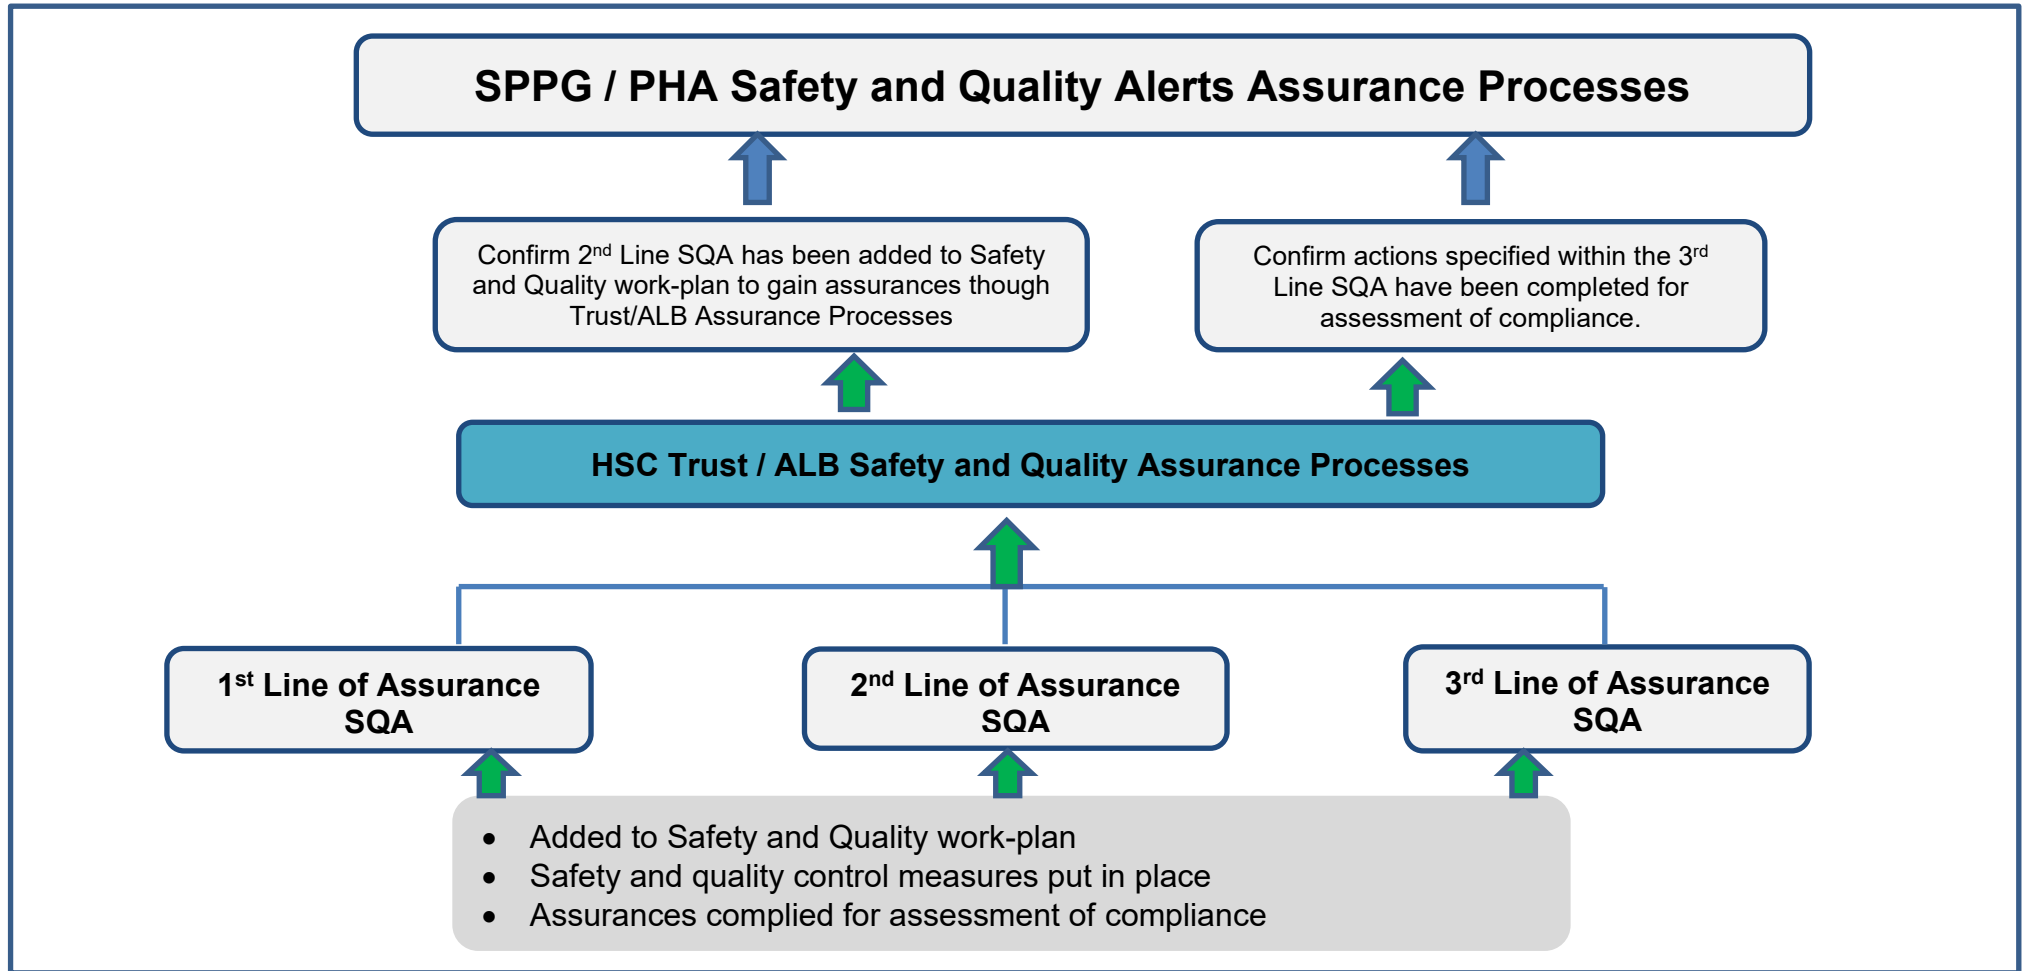 SPPG / PHA Safety and Quality Alerts Assurance Processes
Confirm 2nd Line SQA has been added to Safety
and Quality work-plan to gain assurances though
Trust/ALB Assurance Processes
Confirm actions specified within the 3rd
Line SQA have been completed for
assessment of compliance.
HSC Trust / ALB Safety and Quality Assurance Processes
1st Line of Assurance
SQA
2nd Line of Assurance
SQA
3rd Line of Assurance
SQA
• Added to Safety and Quality work-plan
• Safety and quality control measures put in place
• Assurances complied for assessment of compliance